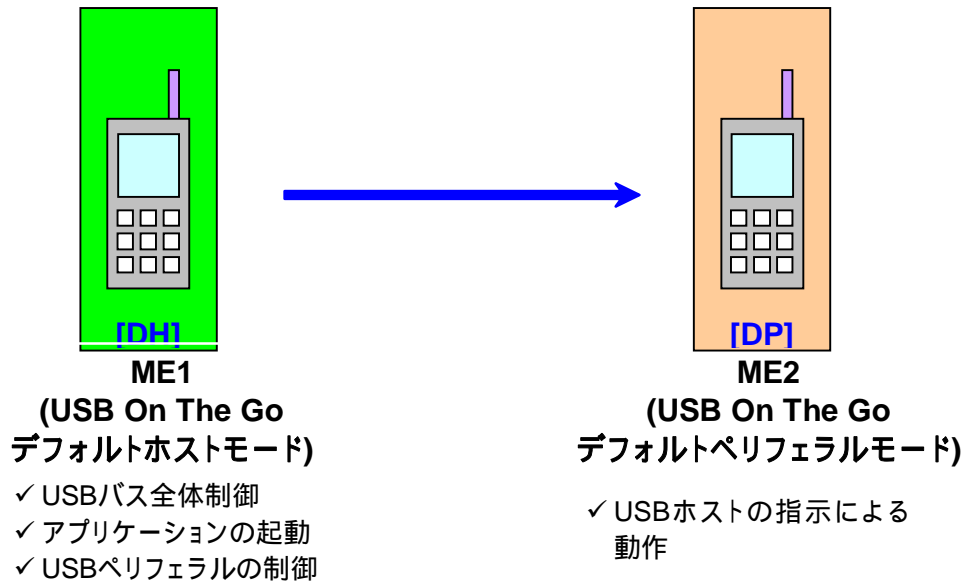 [DH]
ME1
(USB On The Go
デフォルトホストモード)
✓ USBバス全体制御
✓ アプリケーションの起動
✓ USBペリフェラルの制御
[DP]
ME2
(USB On The Go
デフォルトペリフェラルモード)
✓ USBホストの指示による
動作